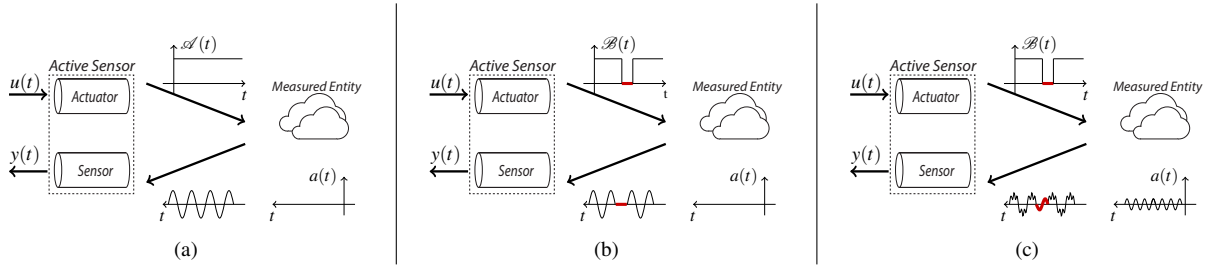 𝒜(t)
Active Sensor
u(t)
Actuator
t
Measured Entity
y(t)
Sensor
a(t)
t
t
(a)
ℬ(t)
Active Sensor
u(t)
Actuator
t
Measured Entity
y(t)
Sensor
a(t)
t
t
(b)
ℬ(t)
Active Sensor
u(t)
Actuator
t
Measured Entity
y(t)
Sensor
a(t)
t
t
(c)